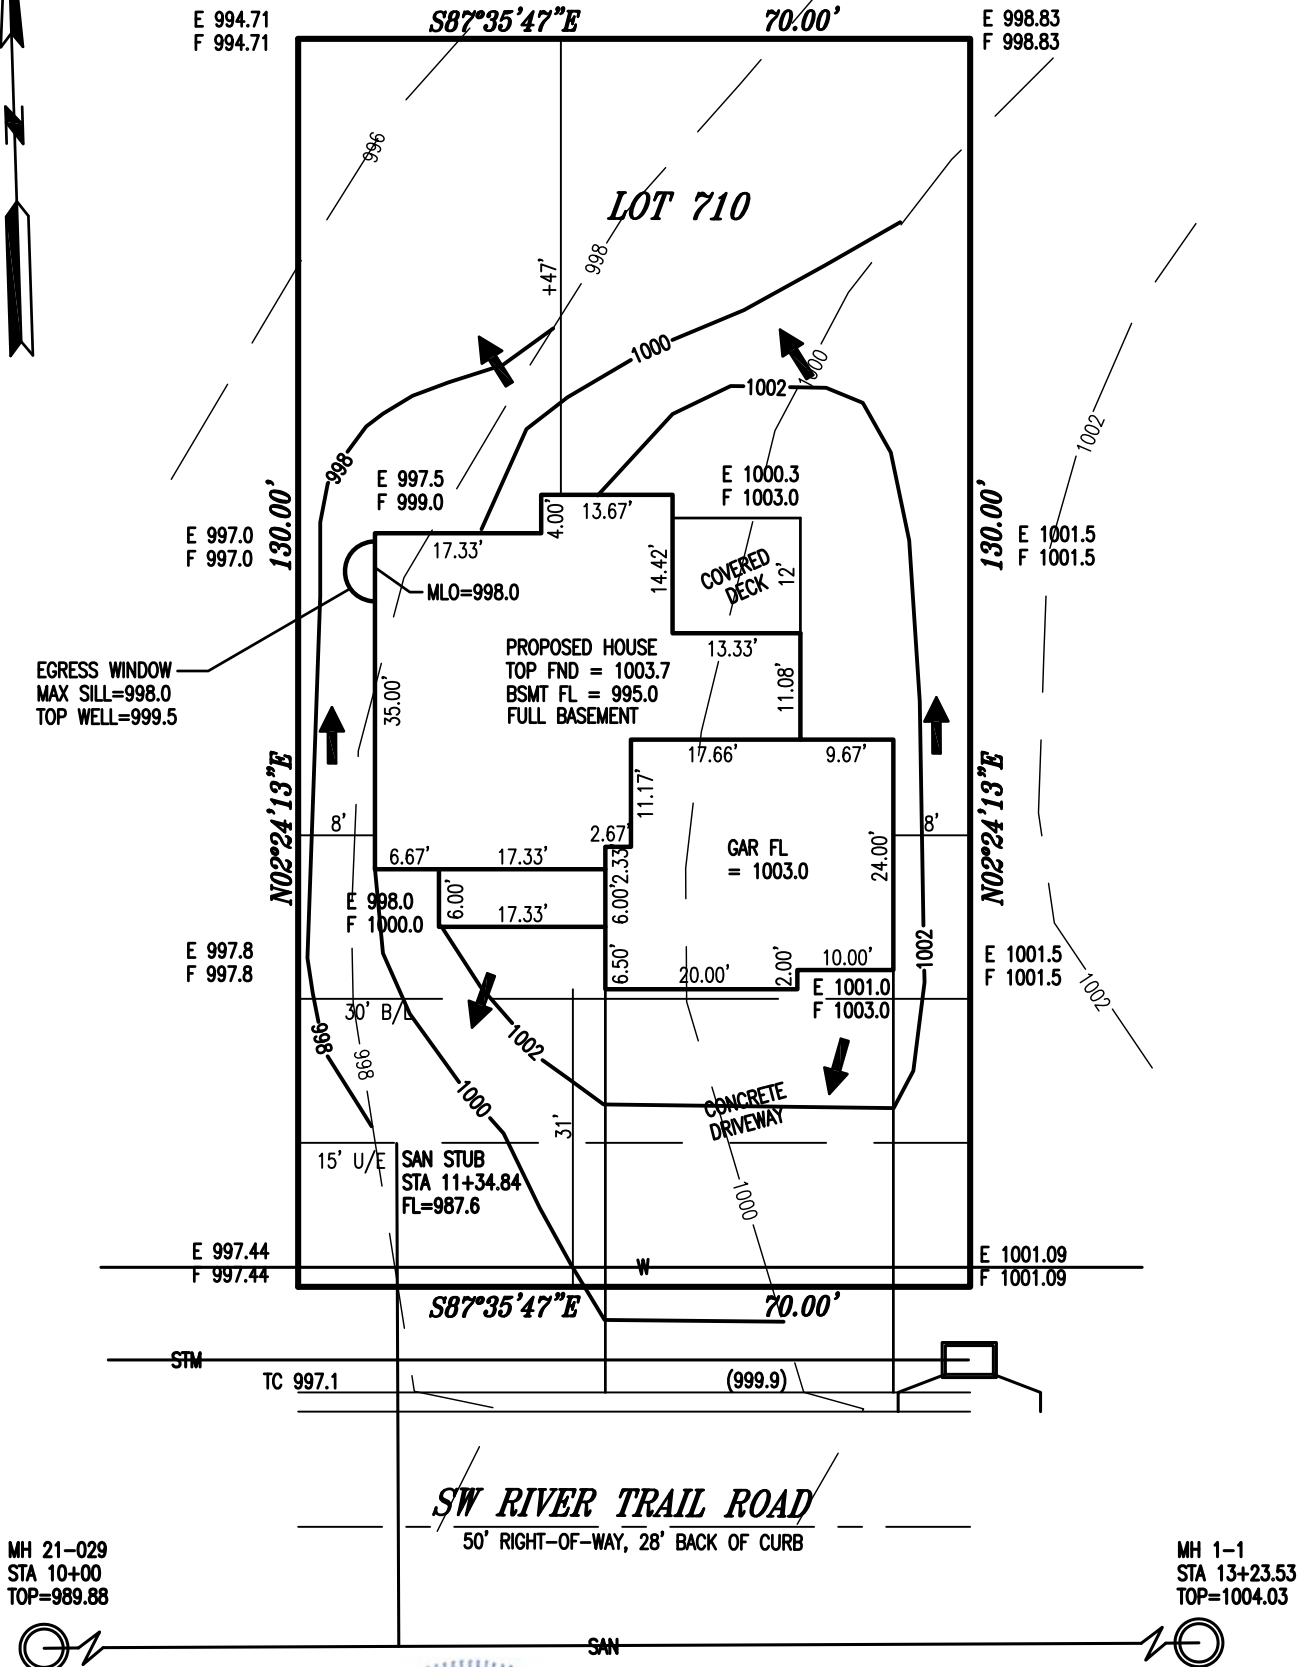 E 994.71
F 994.71
S87°35'47"E
70.00'
E 998.83
F 998.83
N
996
LOT 710
998
+47'
1000
1000
1002
1002
998
E 997.5
F 999.0
E 1000.3
F 1003.0
130.00'
E 997.0
F 997.0
4.00'
13.67'
17.33'
14.42'
COVERED
DECK
12'
130.00'
E 1001.5
F 1001.5
MLO=998.0
13.33'
EGRESS WINDOW
MAX SILL=998.0
TOP WELL=999.5
PROPOSED HOUSE
TOP FND = 1003.7
BSMT FL = 995.0
FULL BASEMENT
35.00'
11.08'
17.66'
9.67'
N02°24'13"E
11.17'
N02°24'13"E
8'
2.67'
8'
GAR FL
= 1003.0
24.00'
6.67'
17.33'
2.33'
E 998.0
F 1000.0
6.00'
17.33'
6.00'
E 997.8
F 997.8
6.50'
20.00'
2.00'
10.00'
1002
E 1001.5
F 1001.5
E 1001.0
F 1003.0
1002
30' B/L
998
998
1002
1000
31'
CONCRETE
DRIVEWAY
15' U/E
SAN STUB
STA 11+34.84
FL=987.6
1000
E 997.44
F 997.44
W
E 1001.09
F 1001.09
S87°35'47"E
70.00'
STM
TC 997.1
(999.9)
SW RIVER TRAIL ROAD
50' RIGHT-OF-WAY, 28' BACK OF CURB
MH 21-029
STA 10+00
TOP=989.88
MH 1-1
STA 13+23.53
TOP=1004.03
SAN